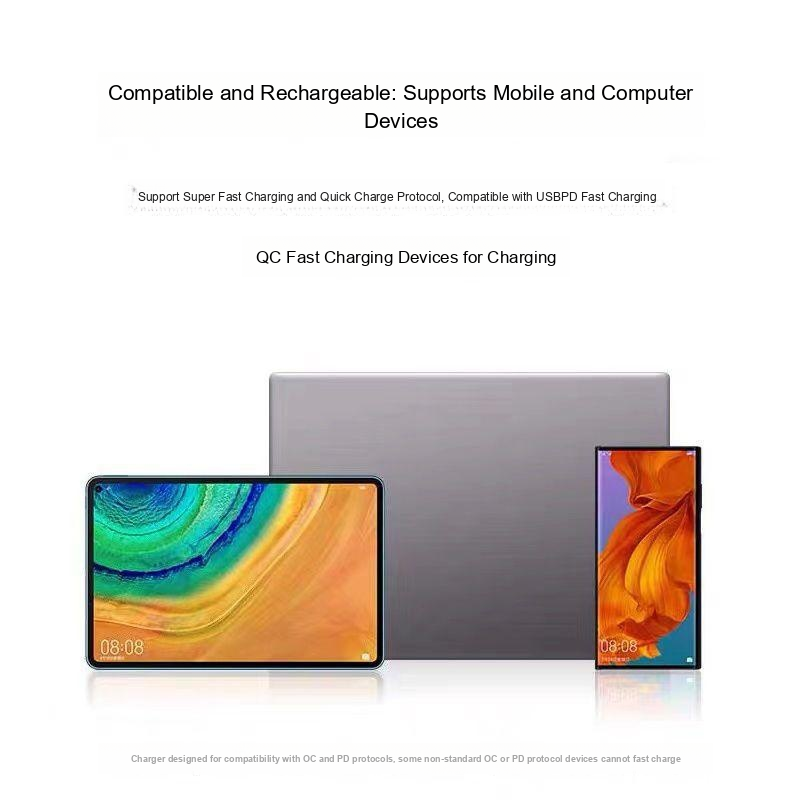 Compatible and Rechargeable: Supports Mobile and Computer
Devices
Support Super Fast Charging and Quick Charge Protocol, Compatible with USBPD Fast Charging
QC Fast Charging Devices for Charging
08:08
08:08
Charger designed for compatibility with OC and PD protocols, some non-standard OC or PD protocol devices cannot fast charge